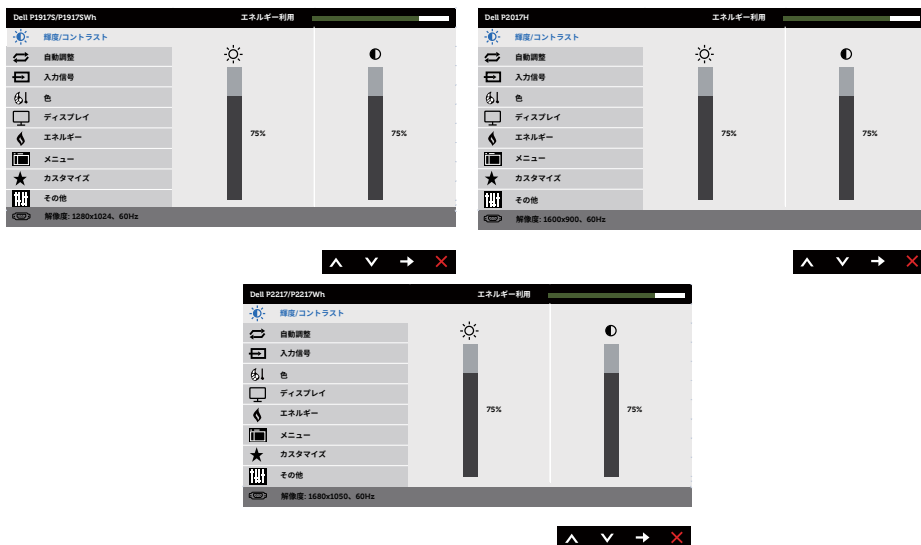 Dell P1917S/P1917SWh エネルギー利用
輝度/コントラスト
自動調整
入力信号
色
ディスプレイ
エネルギー
メニュー
カスタマイズ
その他
75% 75%
解像度: 1280x1024、60Hz
Dell P2017H エネルギー利用
輝度/コントラスト
自動調整
入力信号
色
ディスプレイ
エネルギー
メニュー
カスタマイズ
その他
75% 75%
解像度: 1600x900、60Hz
Dell P2217/P2217Wh エネルギー利用
輝度/コントラスト
自動調整
入力信号
色
ディスプレイ
エネルギー
メニュー
カスタマイズ
その他
75% 75%
解像度: 1680x1050、60Hz